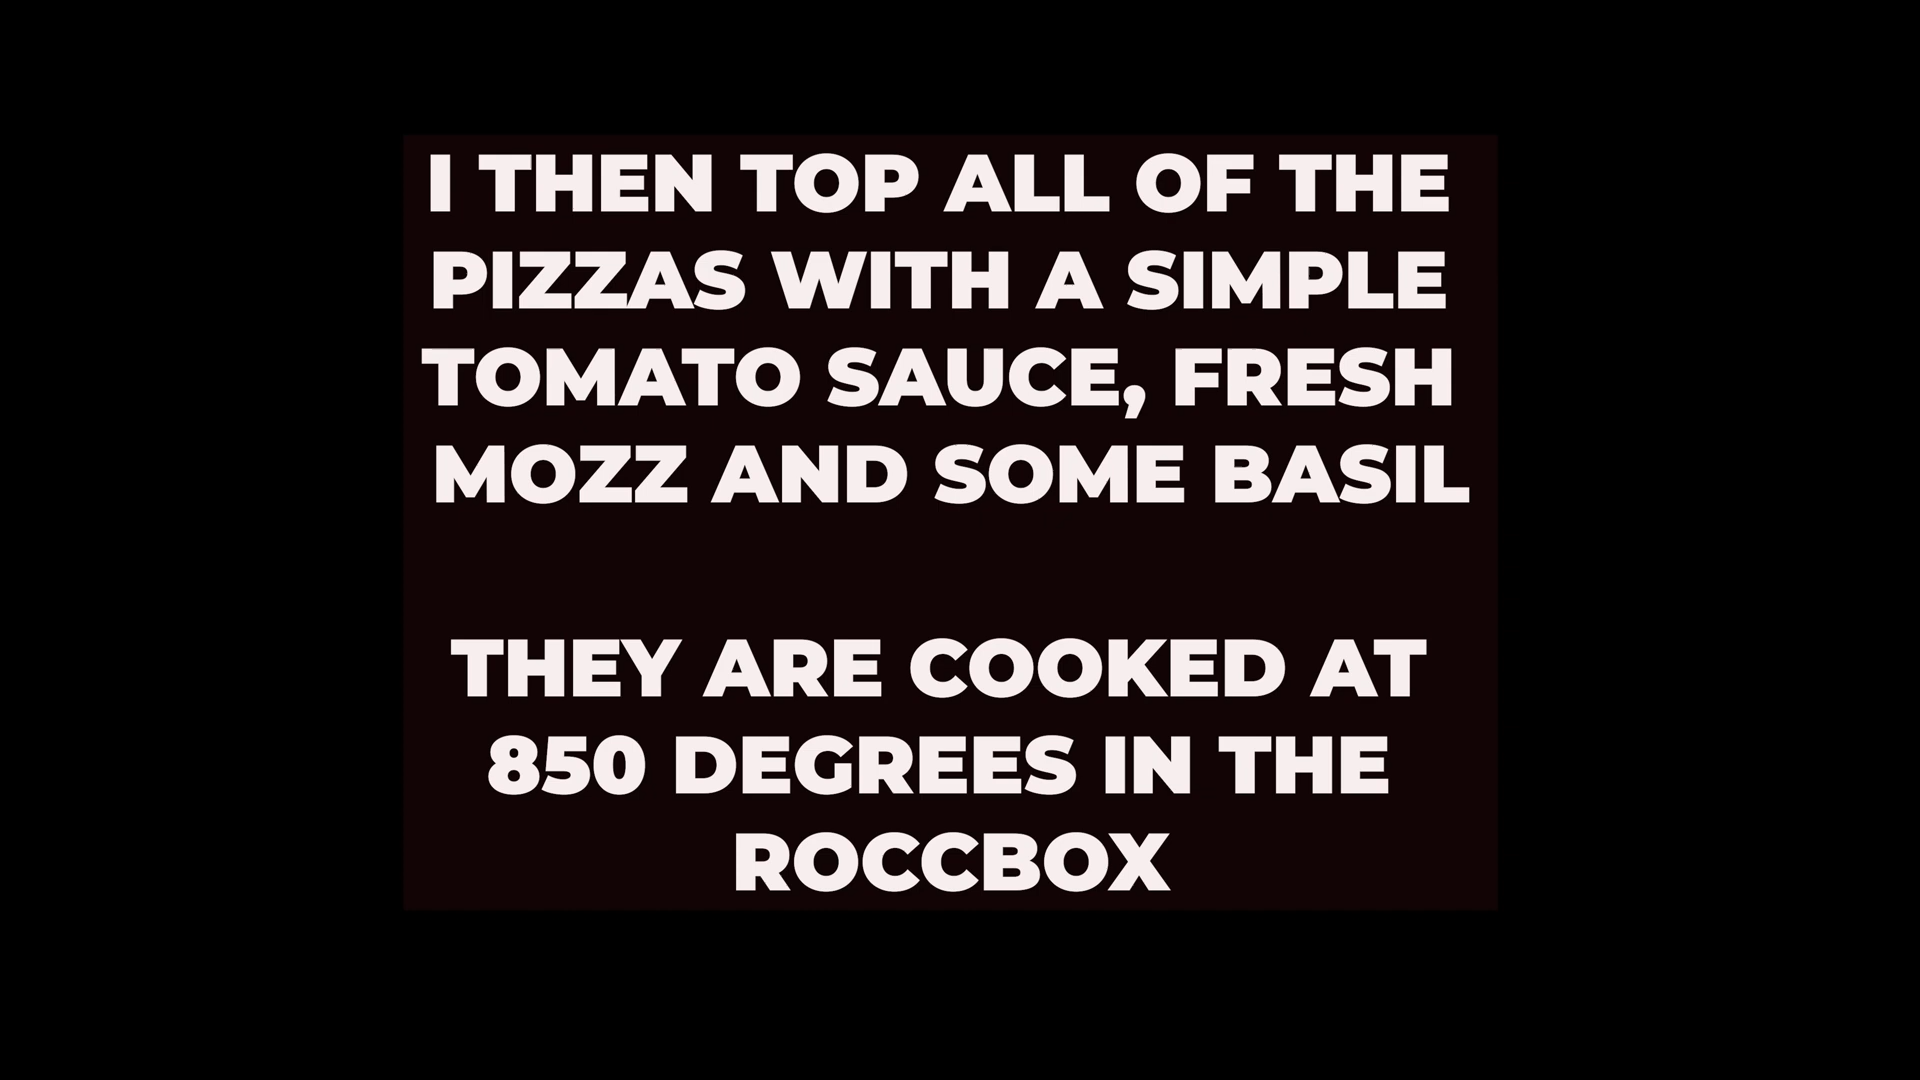 I THEN TOP ALL OF THE
PIZZAS WITH A SIMPLE
TOMATO SAUCE, FRESH
MOZZ AND SOME BASIL
THEY ARE COOKED AT
850 DEGREES IN THE
ROCCBOX